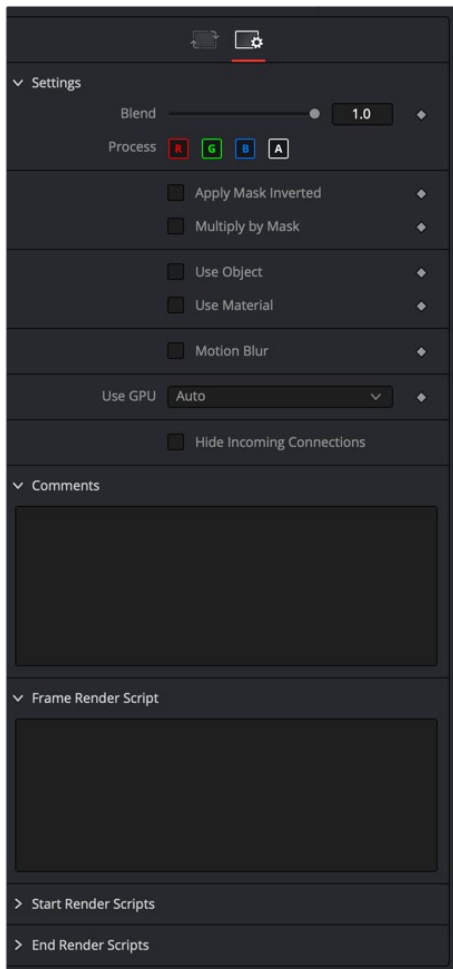 Settings
Blend 1.0
Process R G B A
Apply Mask Inverted
Multiply by Mask
Use Object
Use Material
Motion Blur
Use GPU Auto
Hide Incoming Connections
Comments
Frame Render Script
Start Render Scripts
End Render Scripts